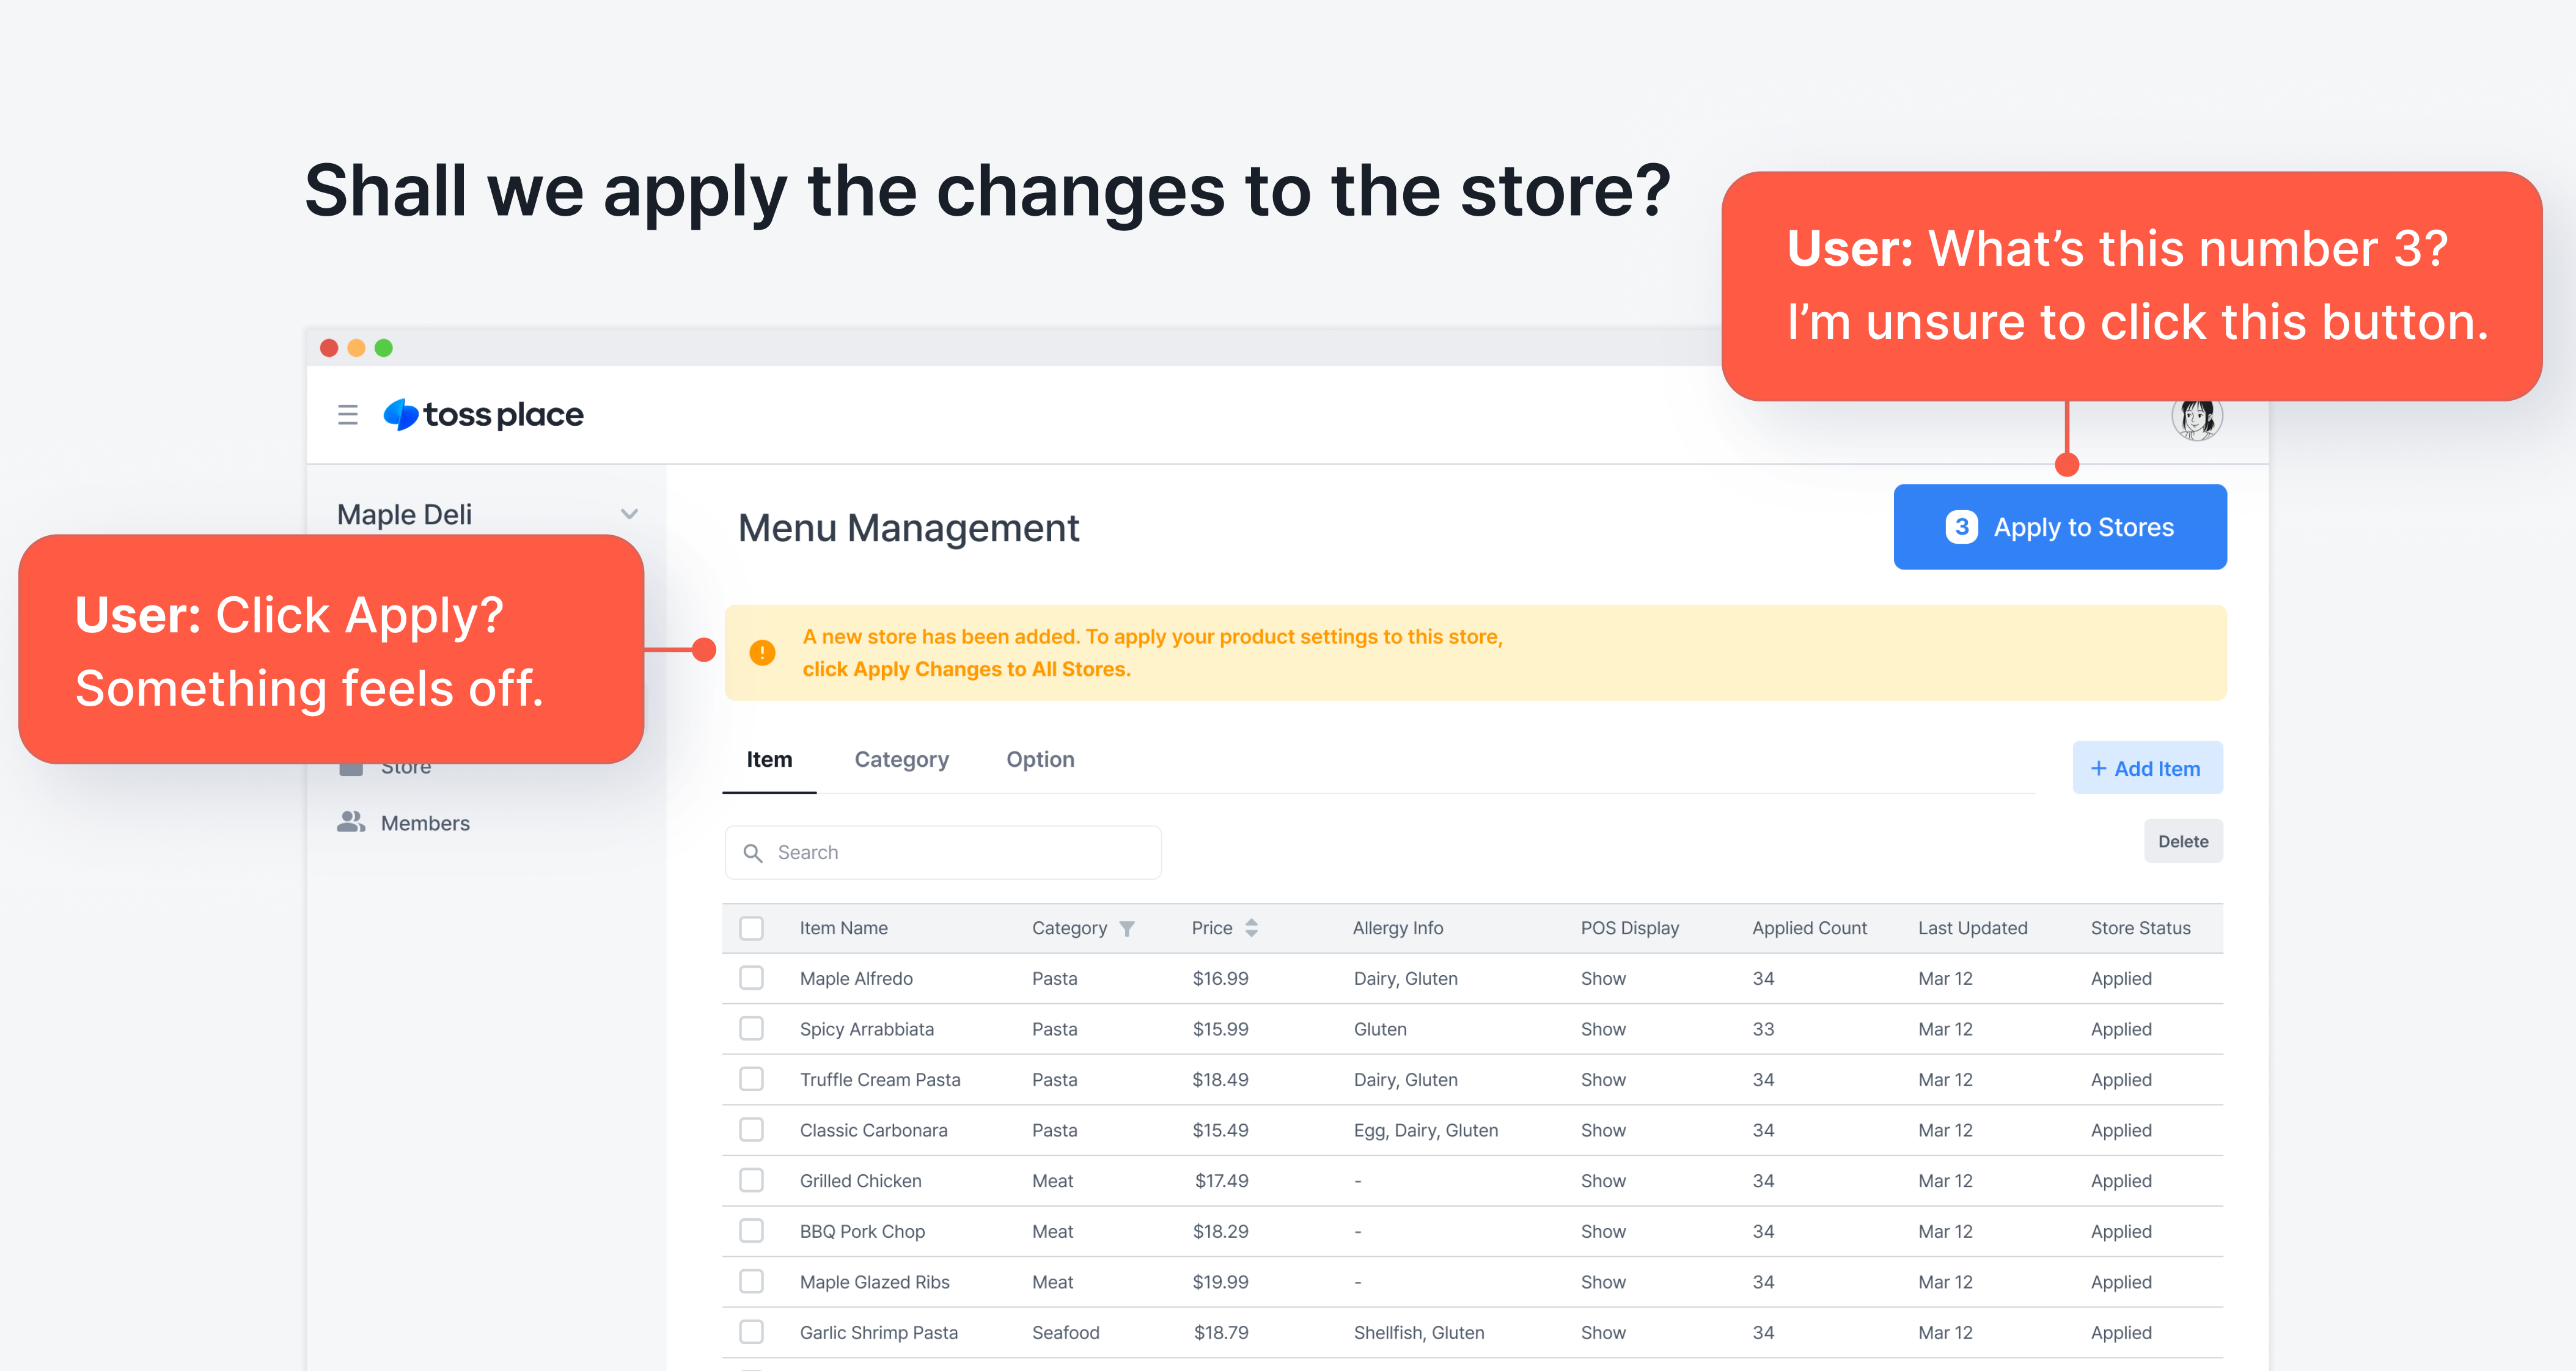 Shall we apply the changes to the store?
User: What’s this number 3?
I’m unsure to click this button.
toss place
Maple Deli
Menu Management
3 Apply to Stores
User: Click Apply?
Something feels off.
A new store has been added. To apply your product settings to this store,
click Apply Changes to All Stores.
Store
Members
Item Category Option
+ Add Item
Search
Delete
Item Name Category Price Allergy Info POS Display Applied Count Last Updated Store Status
Maple Alfredo Pasta $16.99 Dairy, Gluten Show 34 Mar 12 Applied
Spicy Arrabbiata Pasta $15.99 Gluten Show 33 Mar 12 Applied
Truffle Cream Pasta Pasta $18.49 Dairy, Gluten Show 34 Mar 12 Applied
Classic Carbonara Pasta $15.49 Egg, Dairy, Gluten Show 34 Mar 12 Applied
Grilled Chicken Meat $17.49 - Show 34 Mar 12 Applied
BBQ Pork Chop Meat $18.29 - Show 34 Mar 12 Applied
Maple Glazed Ribs Meat $19.99 - Show 34 Mar 12 Applied
Garlic Shrimp Pasta Seafood $18.79 Shellfish, Gluten Show 34 Mar 12 Applied